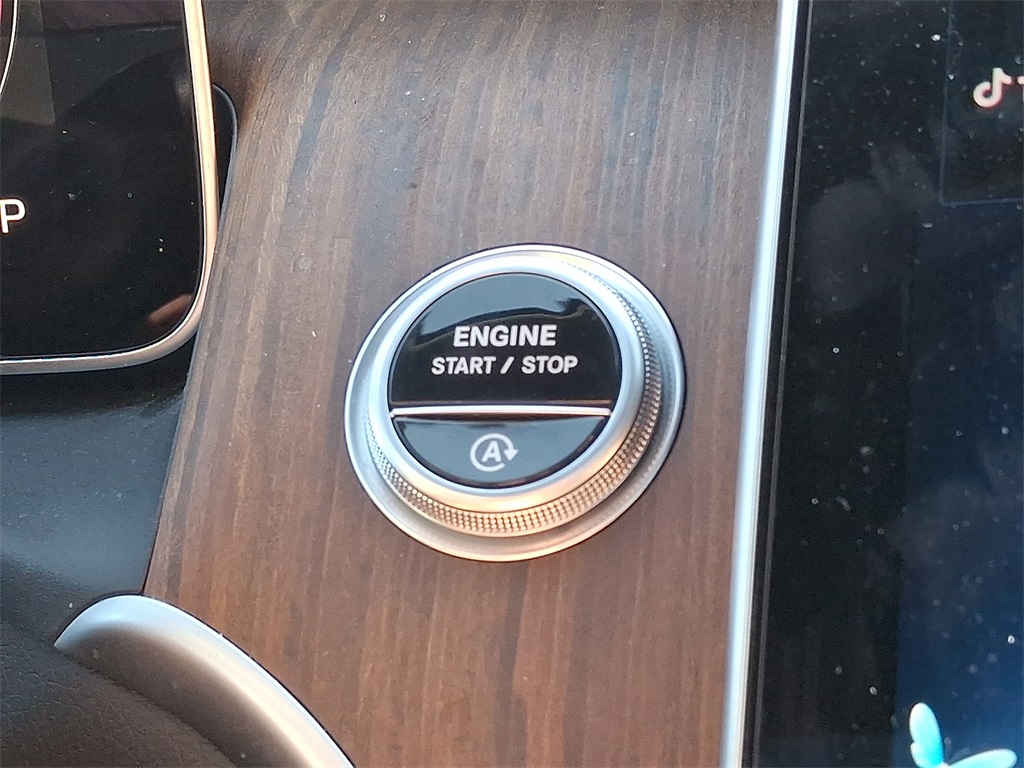 P
ENGINE
START / STOP
A